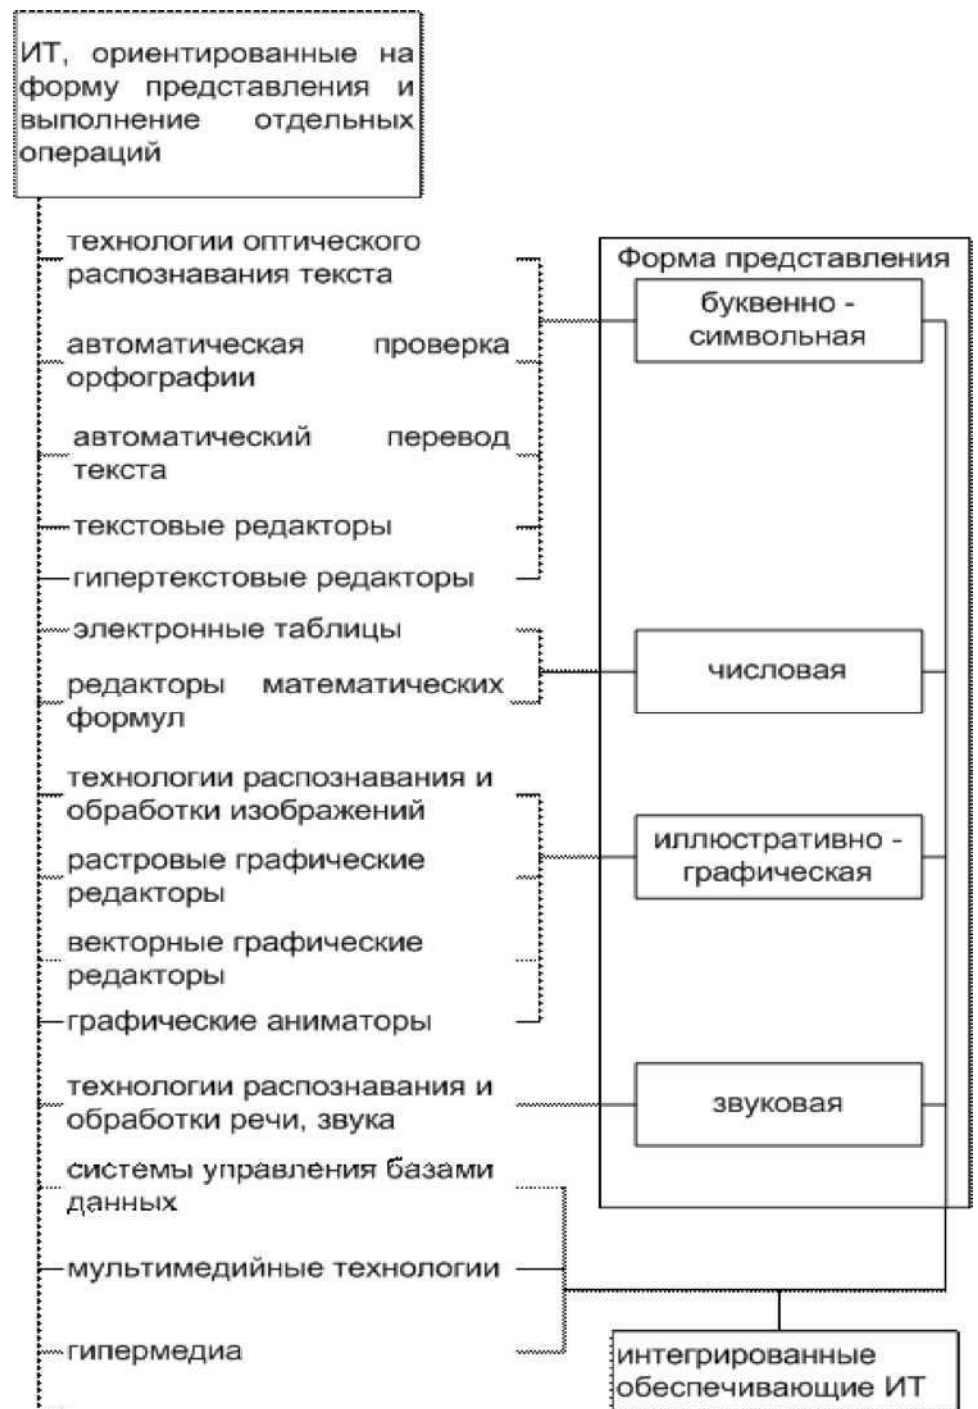 ИТ, ориентированные на
форму представления и
выполнение отдельных
операций
технологии оптического
распознавания текста
автоматическая проверка
орфографии
автоматический перевод
текста
текстовые редакторы
гипертекстовые редакторы
электронные таблицы
редакторы математических
формул
технологии распознавания и
обработки изображений
растровые графические
редакторы
векторные графические
редакторы
графические аниматоры
технологии распознавания и
обработки речи, звука
системы управления базами
данных
мультимедийные технологии
гипермедиа
Форма представления
буквенно -
символьная
числовая
иллюстративно -
графическая
звуковая
интегрированные
обеспечивающие ИТ